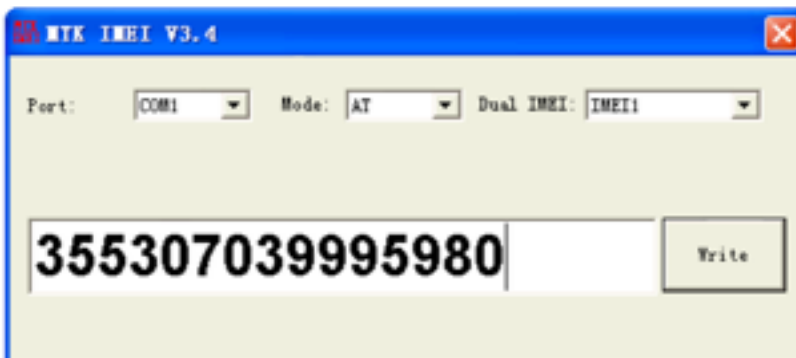 MTK IMEI V3.4
Port: COM1 Mode: AT Dual IMEI: IMEI1
355307039995980 Write